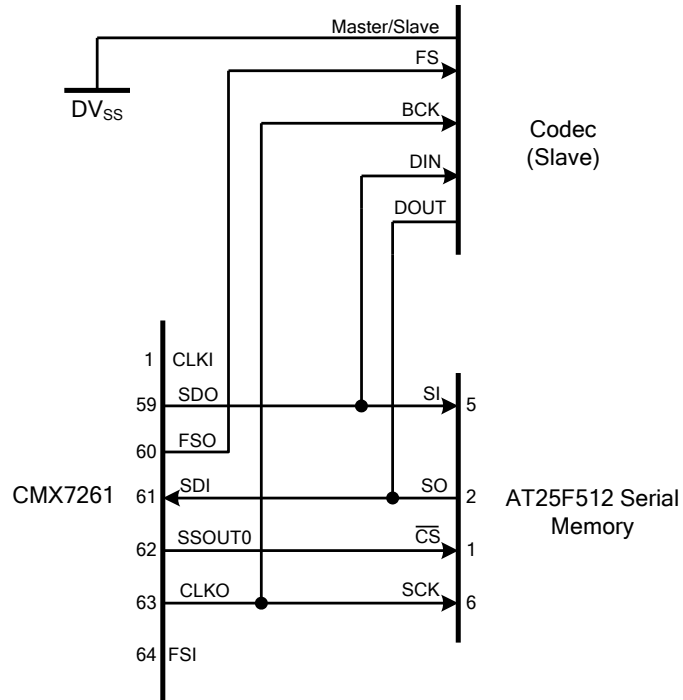 Master/Slave
FS
DVSS
BCK
Codec
(Slave)
DIN
DOUT
1 CLKI
59 SDO SI 5
60 FSO
CMX7261 61 SDI SO 2 AT25F512 Serial
Memory
62 SSOUT0 CS 1
63 CLKO SCK 6
64 FSI